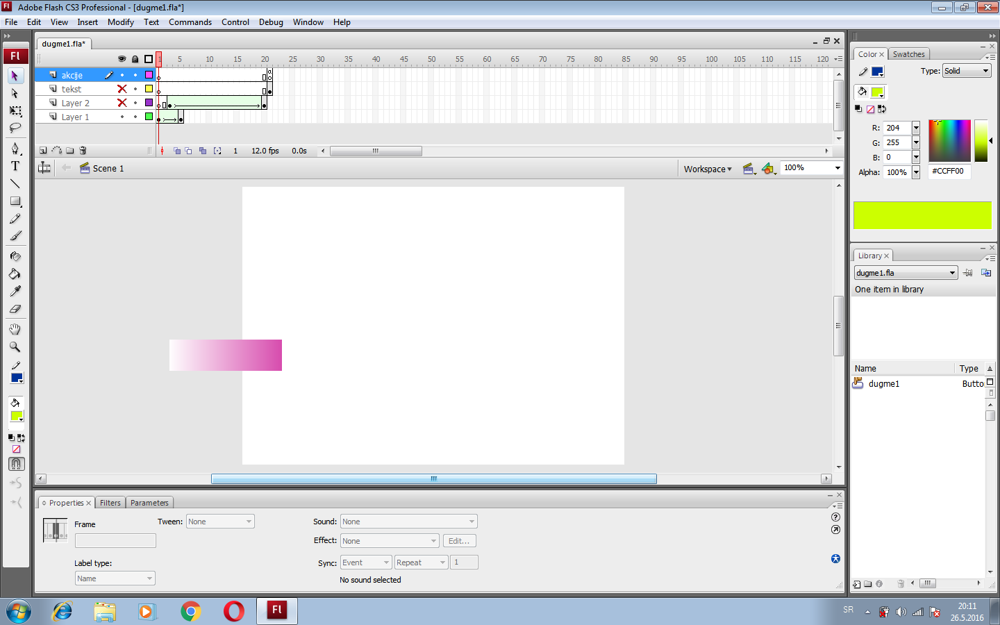 Adobe Flash CS3 Professional - [dugme1.fla*]
File Edit View Insert Modify Text Commands Control Debug Window Help
dugme1.fla*
1 5 10 15 20 25 30 35 40 45 50 55 60 65 70 75 80 85 90 95 100 105 110 115 120
akcije
tekst
Layer 2
Layer 1
1 12.0 fps 0.0s
Scene 1
Workspace
100%
Properties Filters Parameters
Frame
Tween: None
Sound: None
Effect: None Edit...
Label type:
Name
Sync: Event Repeat 1
No sound selected
Color Swatches
Type: Solid
R: 204
G: 255
B: 0
Alpha: 100%
#CCFF00
Library
dugme1.fla
One item in library
Name Type
dugme1 Butto
Fl
T
Fl
SR
20:11
26.5.2016